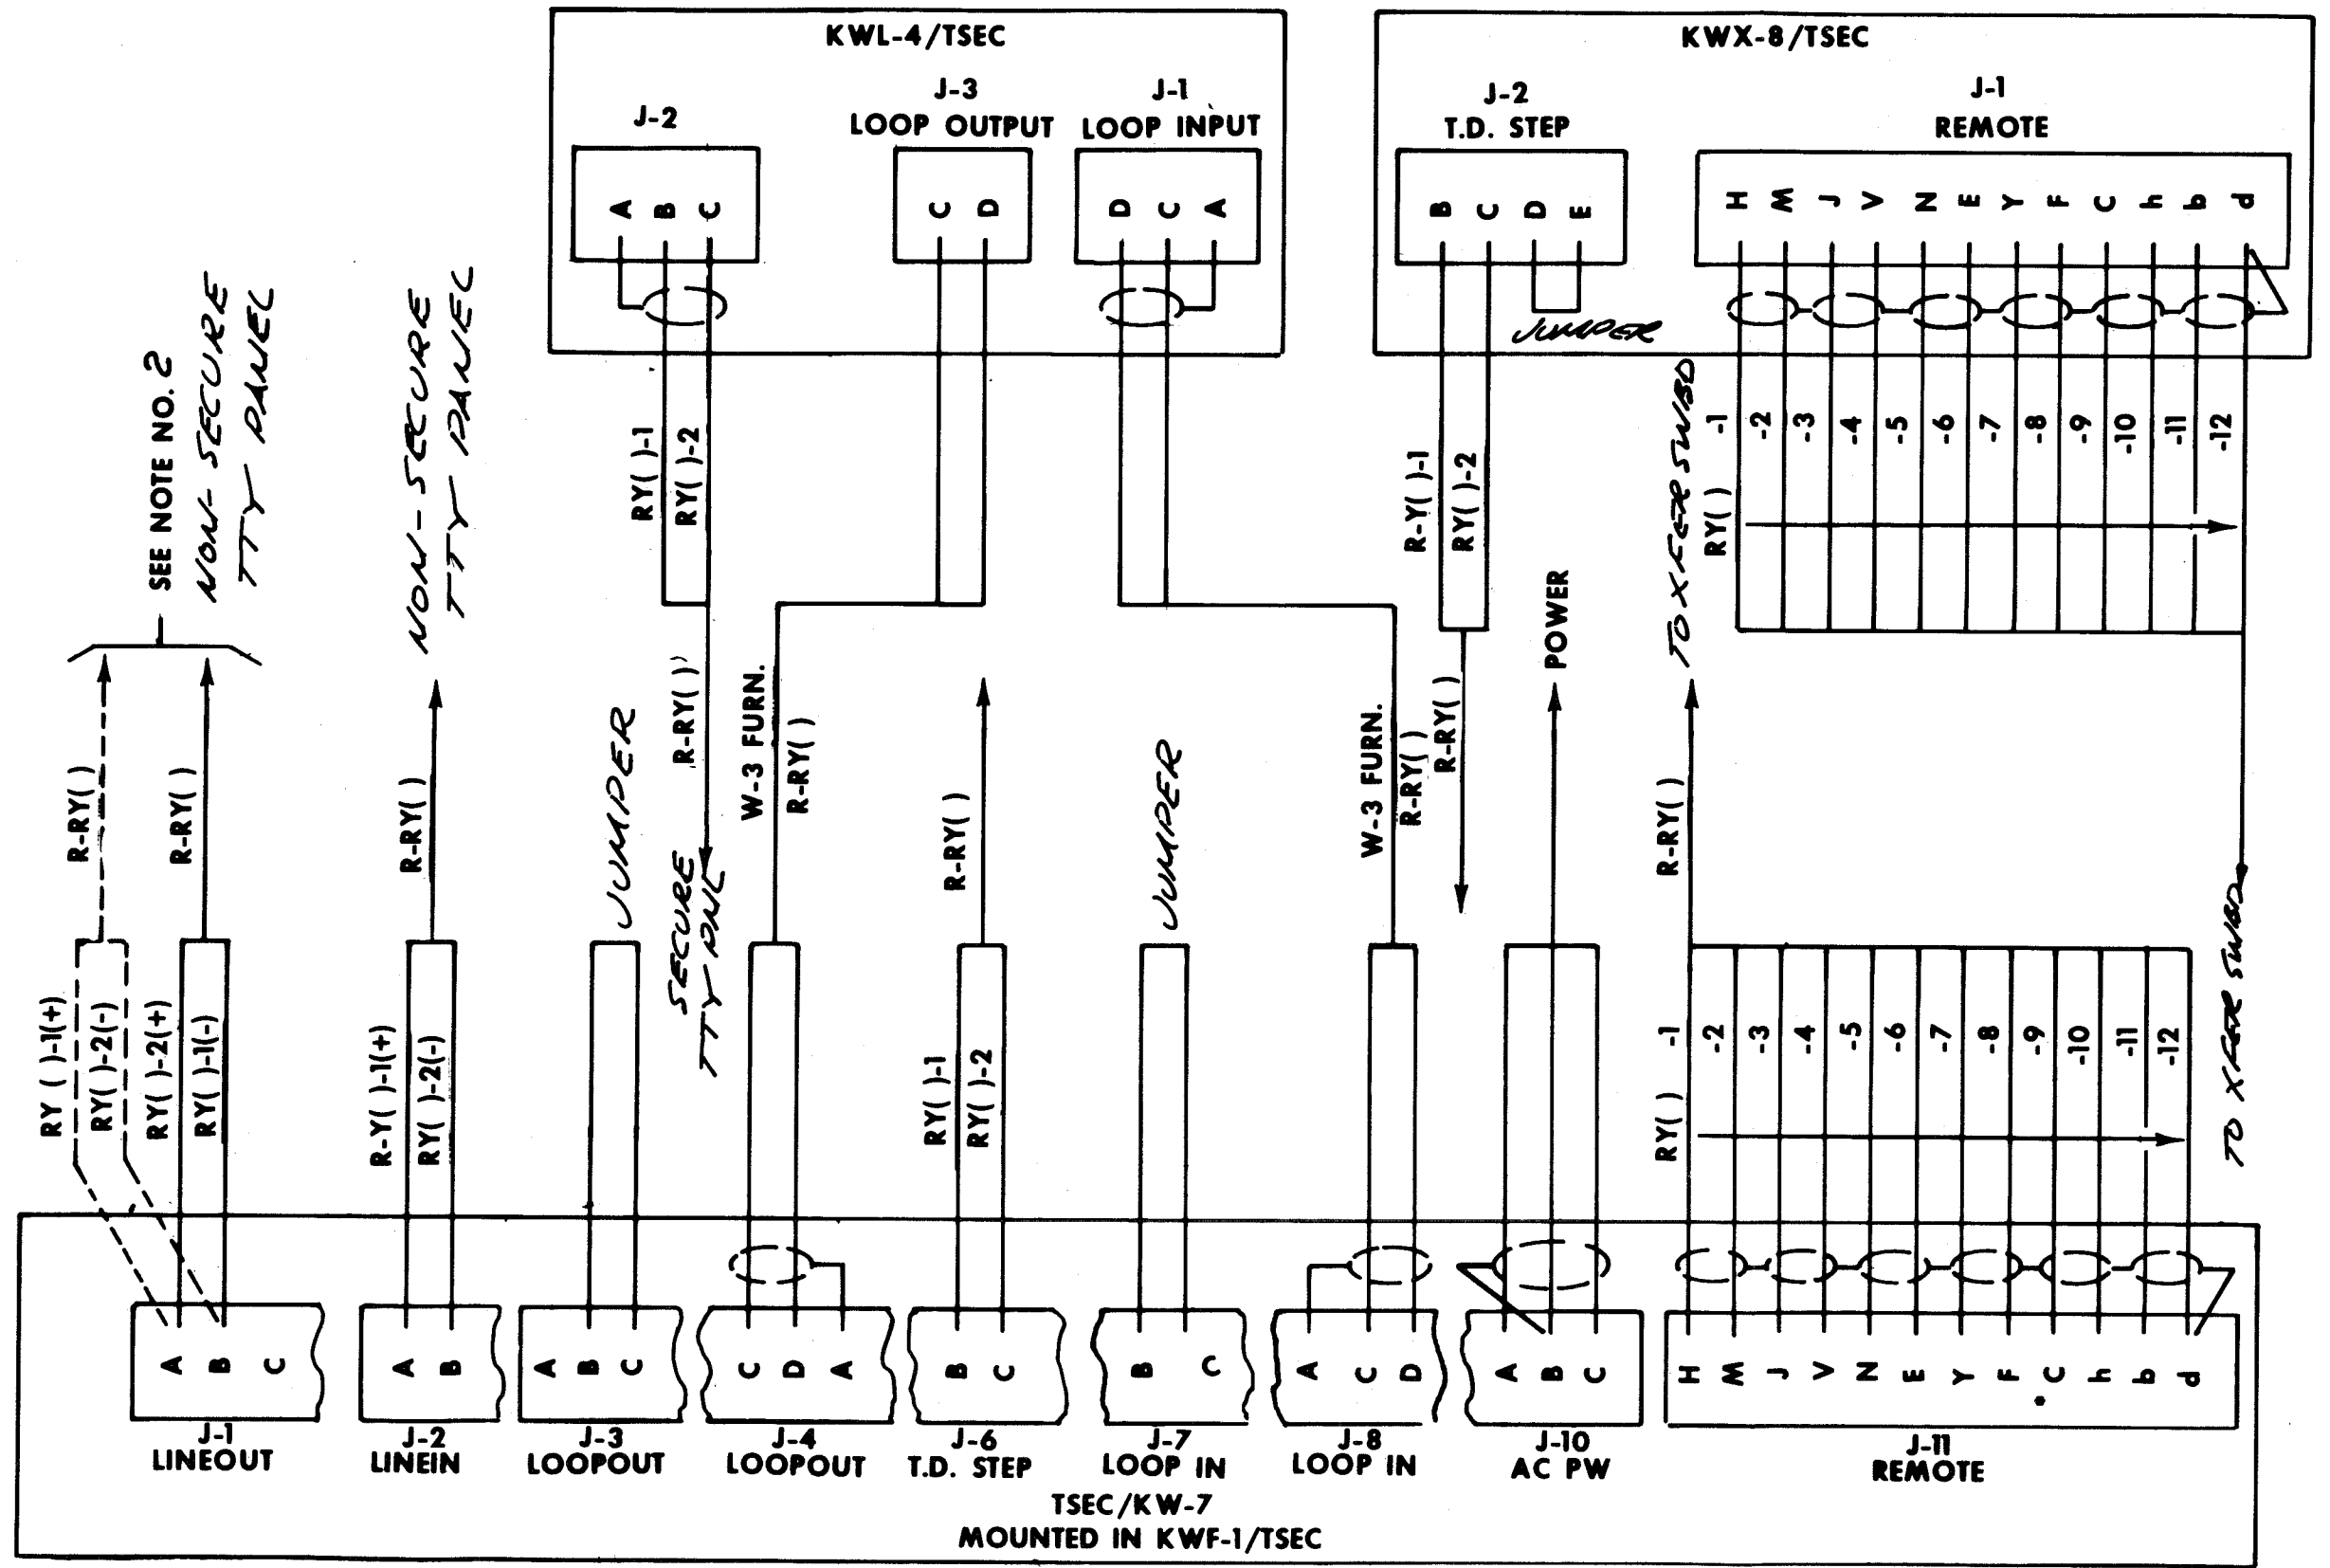 KWL-4/TSEC
J-2
J-3
LOOP OUTPUT
J-1
LOOP INPUT
A B C
C D
D C A
KWX-8/TSEC
J-2
T.D. STEP
J-1
REMOTE
B C D E
H M J V N E Y F C h b d
JUMPER
SEE NOTE NO. 2
NON-SECURE
TTY PANEL
NON-SECURE
TTY PANEL
RY( )-1
RY( )-2
R-Y( )-1
RY( )-2
TO XFER SWBD
RY( )
-1
-2
-3
-4
-5
-6
-7
-8
-9
-10
-11
-12
R-RY( )
R-RY( )
R-RY( )
JUMPER
R-RY( )
SECURE
TTY PNL
W-3 FURN.
R-RY( )
R-RY( )
JUMPER
W-3 FURN.
R-RY( )
R-RY( )
POWER
R-RY( )
TO XFER SWBD
RY ( )-1(+)
RY( )-2(-)
RY( )-2(+)
RY( )-1(-)
R-Y( )-1(+)
RY( )-2(-)
RY( )-1
RY( )-2
RY( )
-1
-2
-3
-4
-5
-6
-7
-8
-9
-10
-11
-12
A B C
A B
A B C
C D A
B C
B C
A C D
A B C
H M J V N E Y F •C h b d
J-1
LINEOUT
J-2
LINEIN
J-3
LOOPOUT
J-4
LOOPOUT
J-6
T.D. STEP
J-7
LOOP IN
J-8
LOOP IN
J-10
AC PW
J-11
REMOTE
TSEC/KW-7
MOUNTED IN KWF-1/TSEC